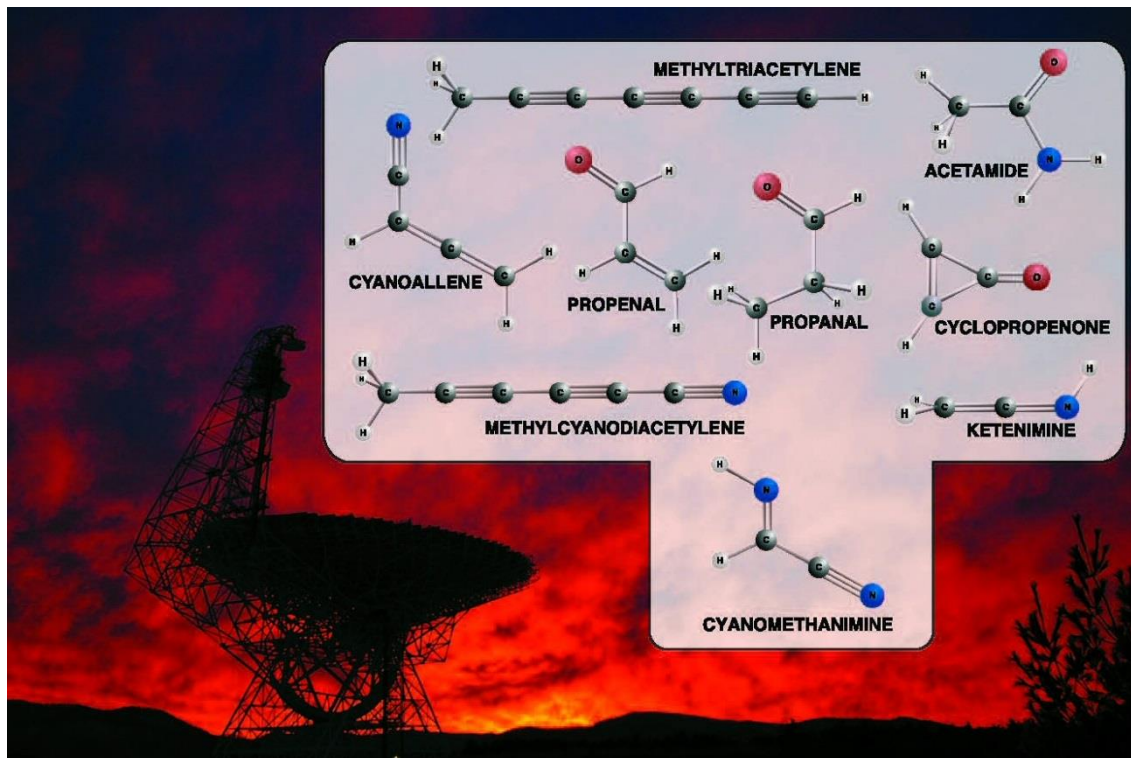 METHYLTRIACETYLENE
H
H
C C C C C C C H
H
O
H C C
H
H
N H
H
ACETAMIDE
N
C
C
H C H
C
H
CYANOALLENE
O
C H
C
H C H
H
PROPENAL
O
C H
C
H H H H
C
H
PROPANAL
H
C
C O
C
H
CYCLOPROPENONE
H
H
C C C C C C N
H
METHYLCYANODIACETYLENE
H
H C C N
H
KETENIMINE
H
N
C
H C
N
CYANOMETHANIMINE